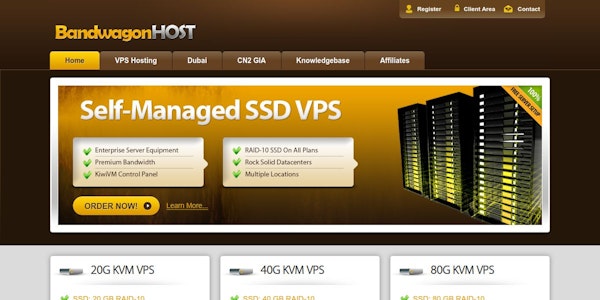 Register Client Area Contact
BandwagonHOST
Home VPS Hosting Dubai CN2 GIA Knowledgebase Affiliates
Self-Managed SSD VPS
100%
FREE SERVER SETUP
Enterprise Server Equipment
Premium Bandwidth
KiwiVM Control Panel
RAID-10 SSD On All Plans
Rock Solid Datacenters
Multiple Locations
ORDER NOW! Learn More...
20G KVM VPS 40G KVM VPS 80G KVM VPS
SSD: 20 GB RAID-10 SSD: 40 GB RAID-10 SSD: 80 GB RAID-10